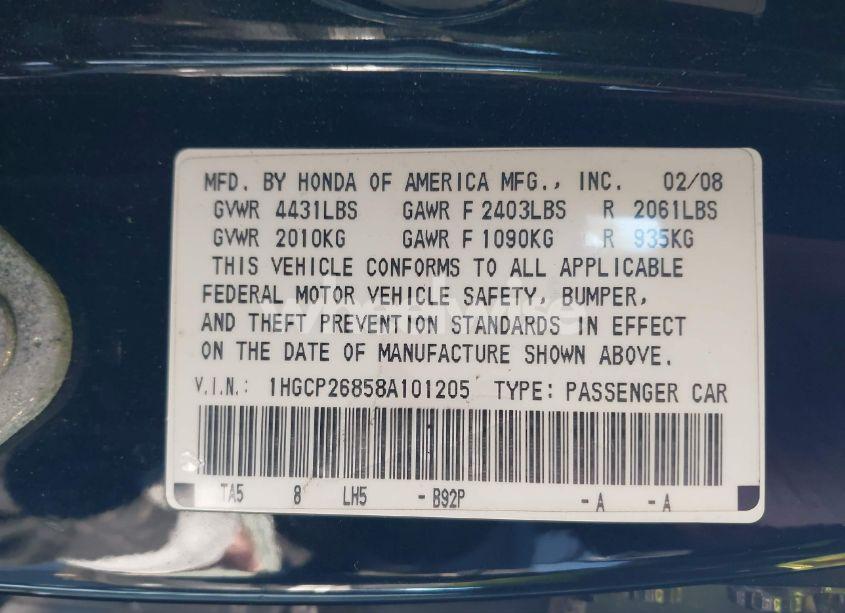 MFD. BY HONDA OF AMERICA MFG., INC. 02/08
GVWR 4431LBS GAWR F 2403LBS R 2061LBS
GVWR 2010KG GAWR F 1090KG R 935KG
THIS VEHICLE CONFORMS TO ALL APPLICABLE
FEDERAL MOTOR VEHICLE SAFETY, BUMPER,
AND THEFT PREVENTION STANDARDS IN EFFECT
ON THE DATE OF MANUFACTURE SHOWN ABOVE.
V.I.N.: 1HGCP26858A101205 TYPE: PASSENGER CAR
TA5 8 LH5 - B92P - A - A